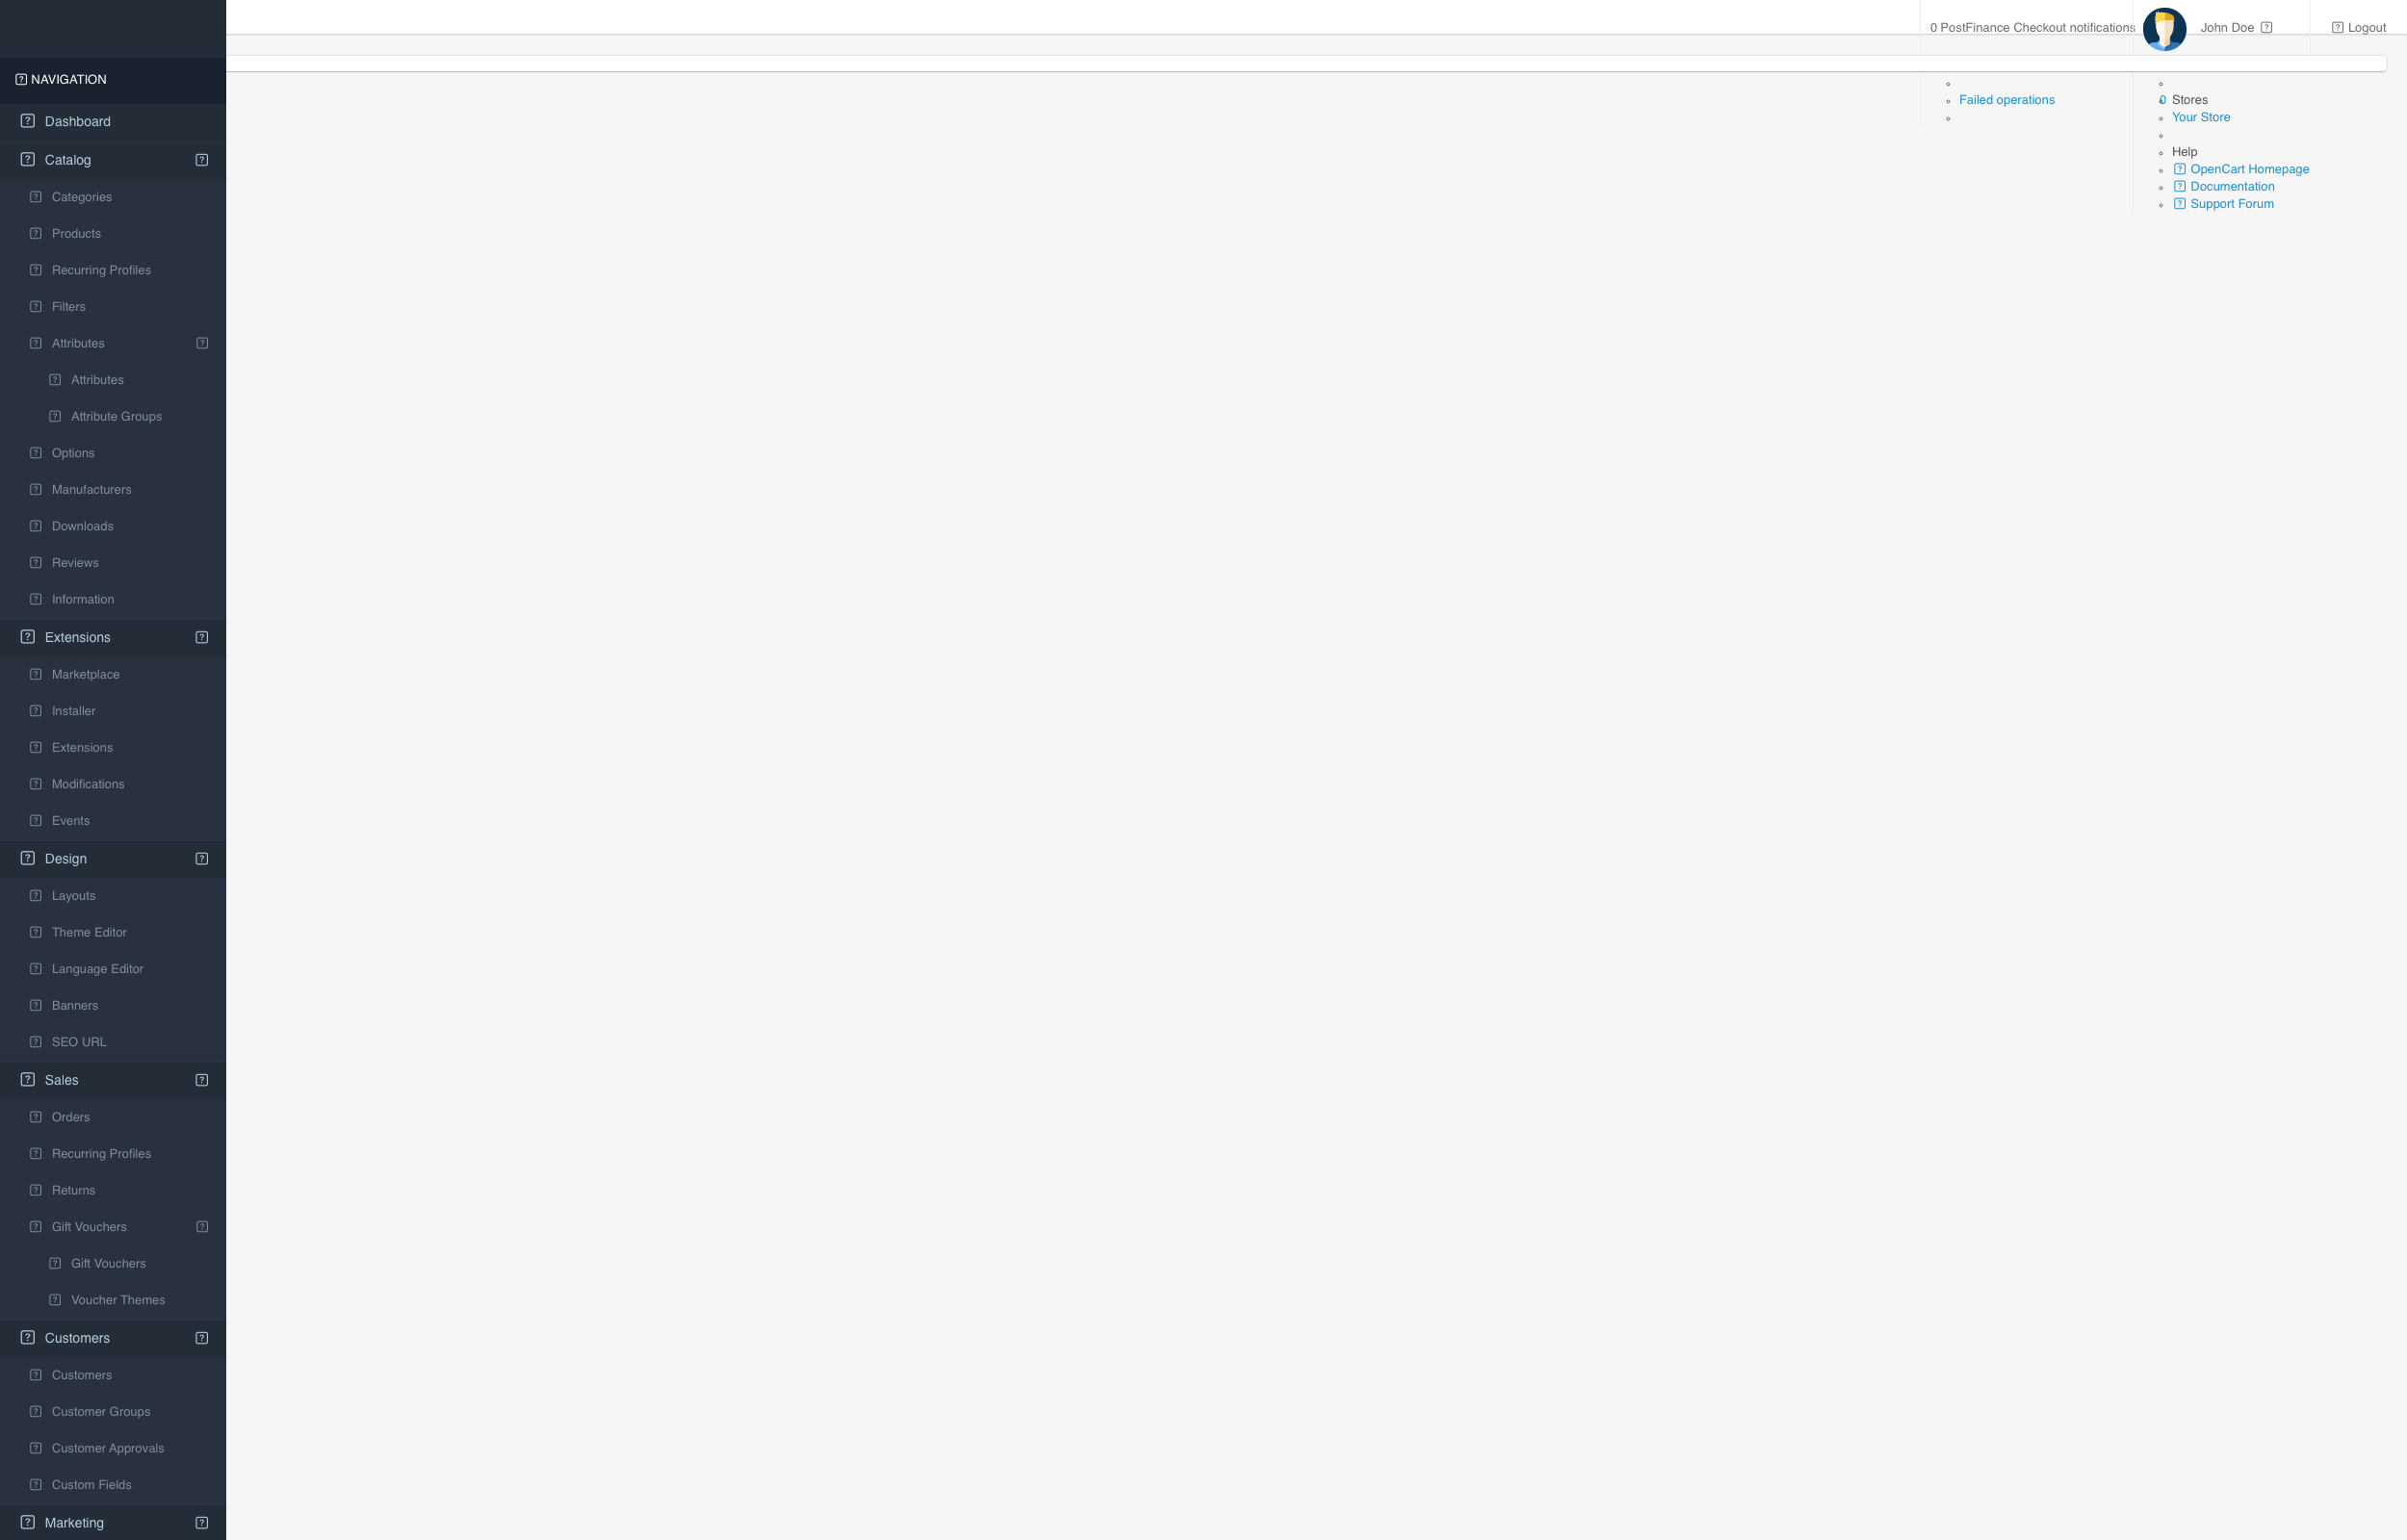 0 PostFinance Checkout notifications
John Doe
Logout
Failed operations
0
Stores
Your Store
Help
OpenCart Homepage
Documentation
Support Forum
NAVIGATION
Dashboard
Catalog
Categories
Products
Recurring Profiles
Filters
Attributes
Attributes
Attribute Groups
Options
Manufacturers
Downloads
Reviews
Information
Extensions
Marketplace
Installer
Extensions
Modifications
Events
Design
Layouts
Theme Editor
Language Editor
Banners
SEO URL
Sales
Orders
Recurring Profiles
Returns
Gift Vouchers
Gift Vouchers
Voucher Themes
Customers
Customers
Customer Groups
Customer Approvals
Custom Fields
Marketing